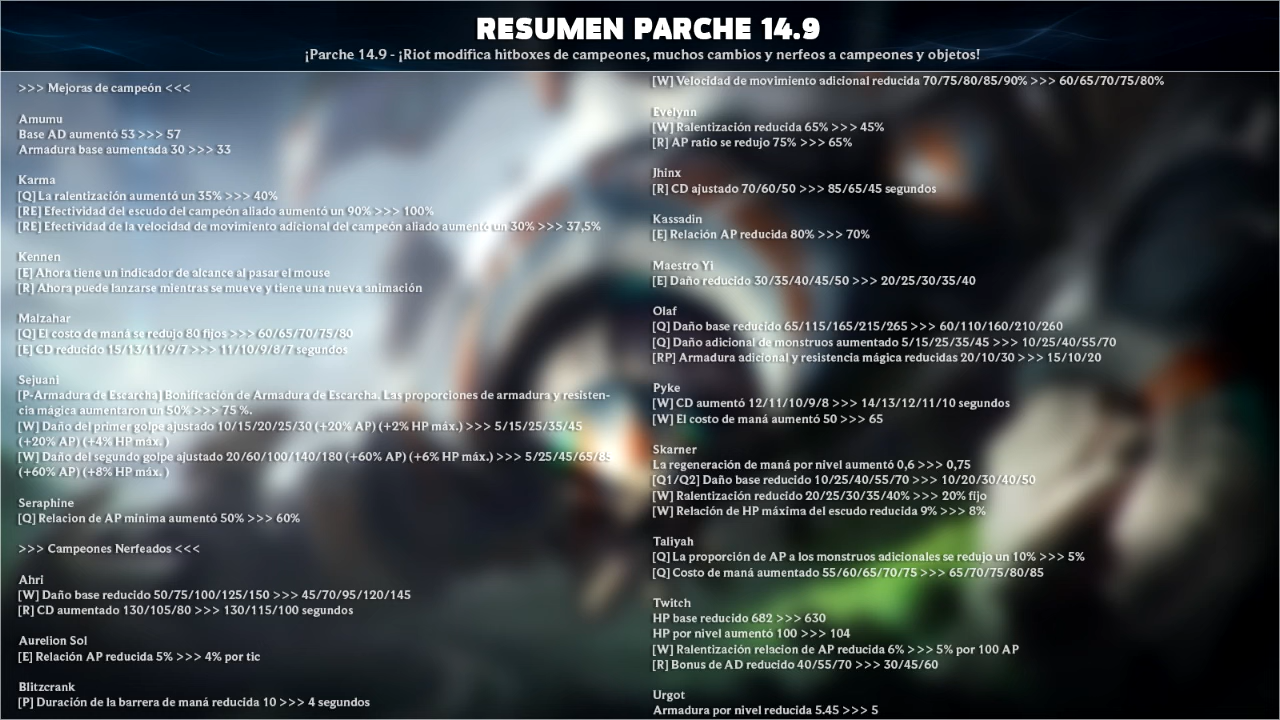 RESUMEN PARCHE 14.9
¡Parche 14.9 - ¡Riot modifica hitboxes de campeones, muchos cambios y nerfeos a campeones y objetos!
>>> Mejoras de campeón <<<
Amumu
Base AD aumentó 53 >>> 57
Armadura base aumentada 30 >>> 33
Karma
[Q] La ralentización aumentó un 35% >>> 40%
[RE] Efectividad del escudo del campeón aliado aumentó un 90% >>> 100%
[RE] Efectividad de la velocidad de movimiento adicional del campeón aliado aumentó un 30% >>> 37,5%
Kennen
[E] Ahora tiene un indicador de alcance al pasar el mouse
[R] Ahora puede lanzarse mientras se mueve y tiene una nueva animación
Malzahar
[Q] El costo de maná se redujo 80 fijos >>> 60/65/70/75/80
[E] CD reducido 15/13/11/9/7 >>> 11/10/9/8/7 segundos
Sejuani
[P-Armadura de Escarcha] Bonificación de Armadura de Escarcha. Las proporciones de armadura y resisten-
cia mágica aumentaron un 50% >>> 75 %.
[W] Daño del primer golpe ajustado 10/15/20/25/30 (+20% AP) (+2% HP máx.) >>> 5/15/25/35/45
(+20% AP) (+4% HP máx. )
[W] Daño del segundo golpe ajustado 20/60/100/140/180 (+60% AP) (+6% HP máx.) >>> 5/25/45/65/85
(+60% AP) (+8% HP máx. )
Seraphine
[Q] Relacion de AP minima aumentó 50% >>> 60%
>>> Campeones Nerfeados <<<
Ahri
[W] Daño base reducido 50/75/100/125/150 >>> 45/70/95/120/145
[R] CD aumentado 130/105/80 >>> 130/115/100 segundos
Aurelion Sol
[E] Relación AP reducida 5% >>> 4% por tic
Blitzcrank
[P] Duración de la barrera de maná reducida 10 >>> 4 segundos
[W] Velocidad de movimiento adicional reducida 70/75/80/85/90% >>> 60/65/70/75/80%
Evelynn
[W] Ralentización reducida 65% >>> 45%
[R] AP ratio se redujo 75% >>> 65%
Jhinx
[R] CD ajustado 70/60/50 >>> 85/65/45 segundos
Kassadin
[E] Relación AP reducida 80% >>> 70%
Maestro Yi
[E] Daño reducido 30/35/40/45/50 >>> 20/25/30/35/40
Olaf
[Q] Daño base reducido 65/115/165/215/265 >>> 60/110/160/210/260
[Q] Daño adicional de monstruos aumentado 5/15/25/35/45 >>> 10/25/40/55/70
[RP] Armadura adicional y resistencia mágica reducidas 20/10/30 >>> 15/10/20
Pyke
[W] CD aumentó 12/11/10/9/8 >>> 14/13/12/11/10 segundos
[W] El costo de maná aumentó 50 >>> 65
Skarner
La regeneración de maná por nivel aumentó 0,6 >>> 0,75
[Q1/Q2] Daño base reducido 10/25/40/55/70 >>> 10/20/30/40/50
[W] Ralentización reducido 20/25/30/35/40% >>> 20% fijo
[W] Relación de HP máxima del escudo reducida 9% >>> 8%
Taliyah
[Q] La proporción de AP a los monstruos adicionales se redujo un 10% >>> 5%
[Q] Costo de maná aumentado 55/60/65/70/75 >>> 65/70/75/80/85
Twitch
HP base reducido 682 >>> 630
HP por nivel aumentó 100 >>> 104
[W] Ralentización relacion de AP reducida 6% >>> 5% por 100 AP
[R] Bonus de AD reducido 40/55/70 >>> 30/45/60
Urgot
Armadura por nivel reducida 5.45 >>> 5